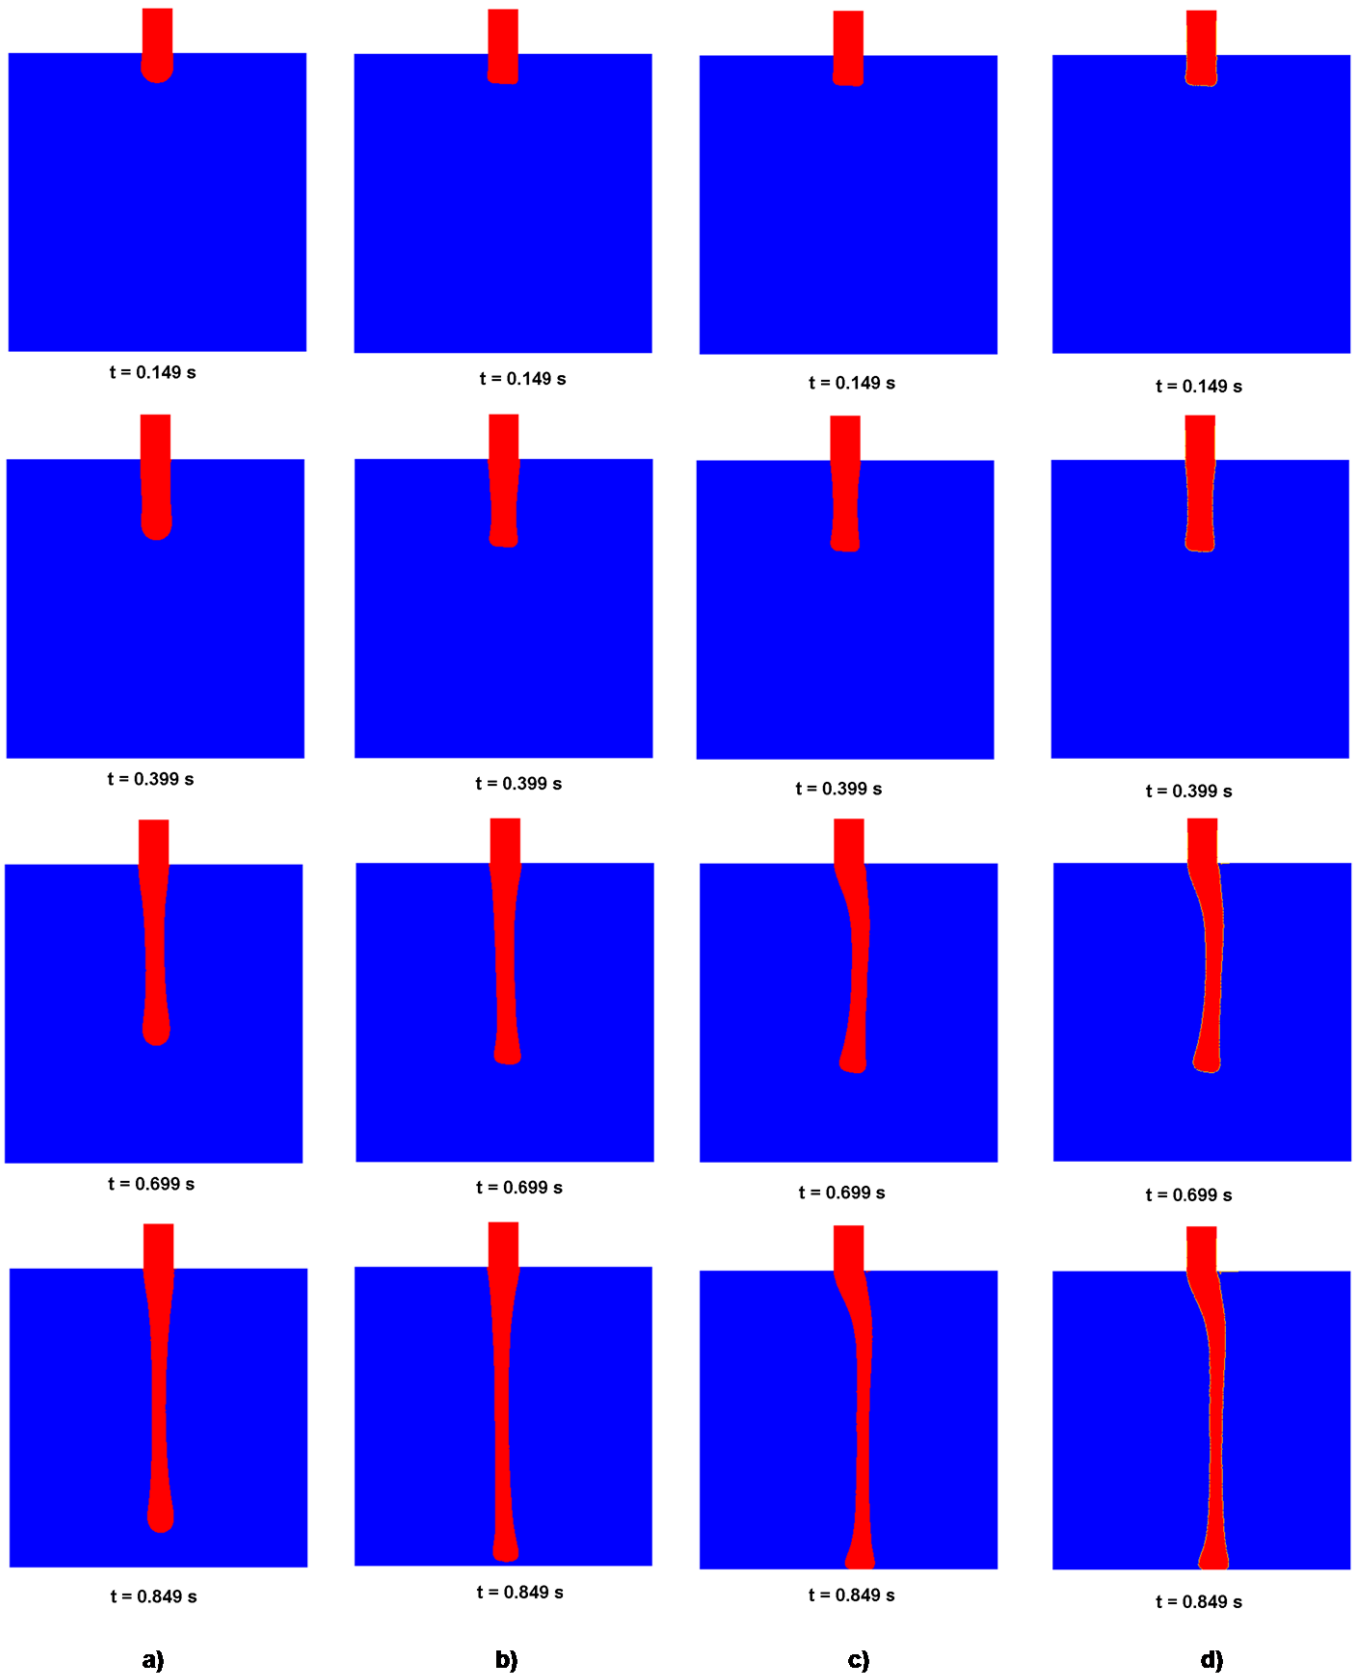 t = 0.149 s
t = 0.149 s
t = 0.149 s
t = 0.149 s
t = 0.399 s
t = 0.399 s
t = 0.399 s
t = 0.399 s
t = 0.699 s
t = 0.699 s
t = 0.699 s
t = 0.699 s
t = 0.849 s
t = 0.849 s
t = 0.849 s
t = 0.849 s
a)
b)
c)
d)